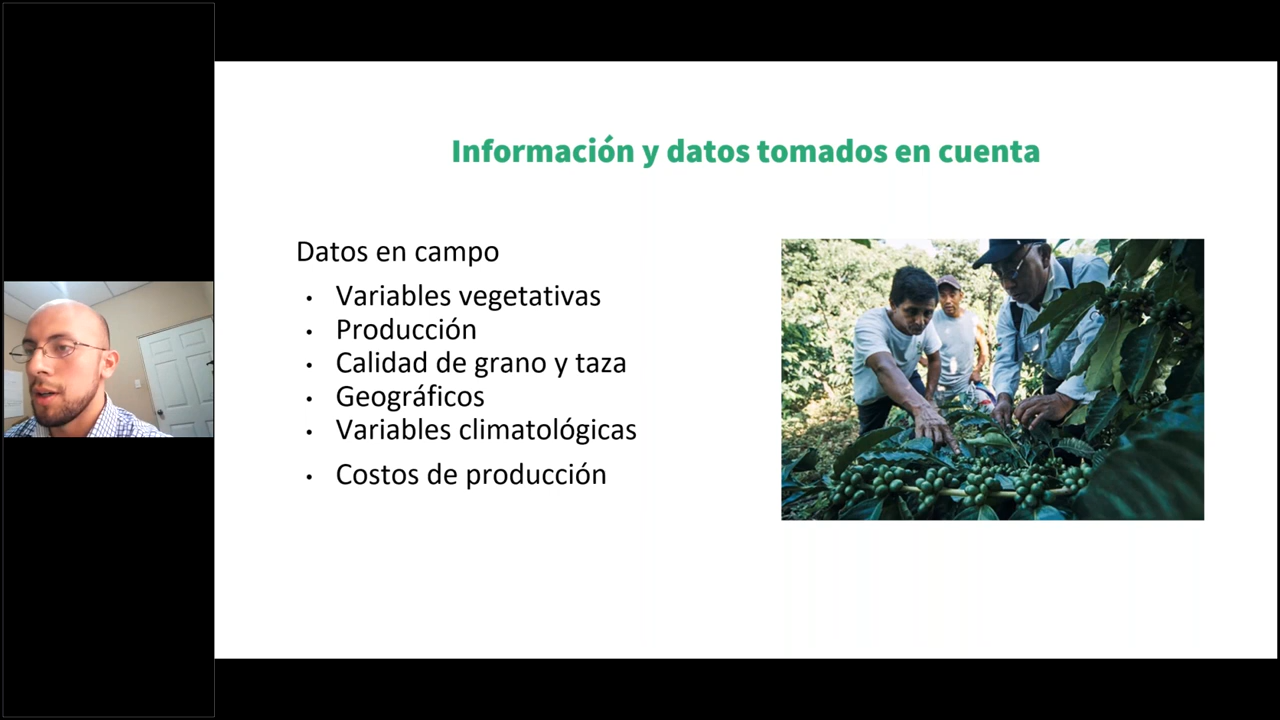 Información y datos tomados en cuenta
Datos en campo
• Variables vegetativas
• Producción
• Calidad de grano y taza
• Geográficos
• Variables climatológicas
• Costos de producción